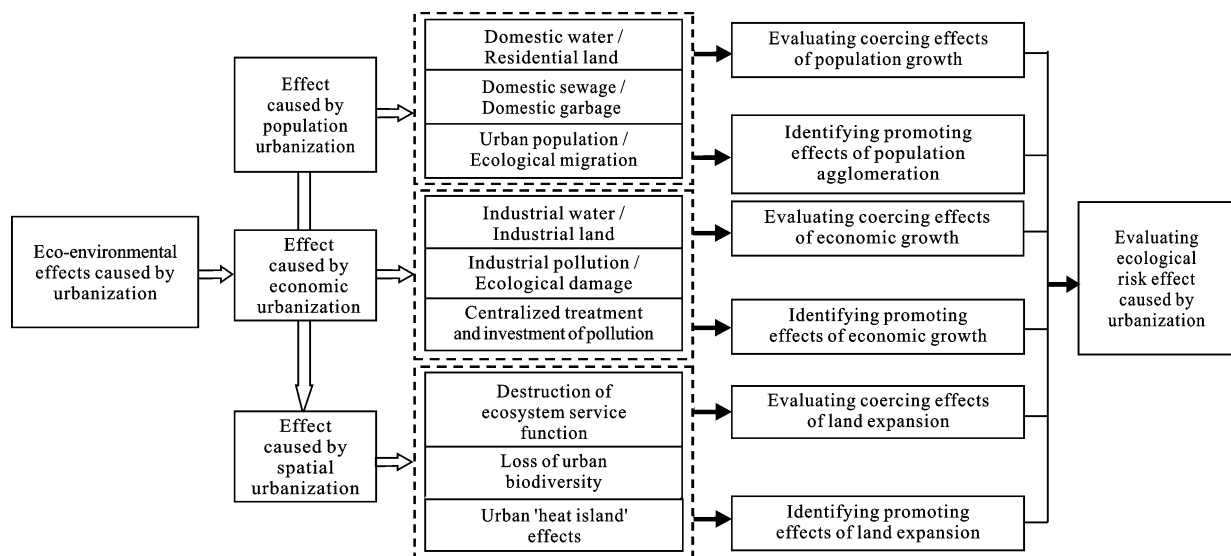 Eco-environmental
effects caused by
urbanization
Effect
caused by
population
urbanization
Effect
caused by
economic
urbanization
Effect
caused by
spatial
urbanization
Domestic water /
Residential land
Domestic sewage /
Domestic garbage
Urban population /
Ecological migration
Industrial water /
Industrial land
Industrial pollution /
Ecological damage
Centralized treatment
and investment of pollution
Destruction of
ecosystem service
function
Loss of urban
biodiversity
Urban 'heat island'
effects
Evaluating coercing effects
of population growth
Identifying promoting
effects of population
agglomeration
Evaluating coercing effects
of economic growth
Identifying promoting
effects of economic growth
Evaluating coercing effects
of land expansion
Identifying promoting
effects of land expansion
Evaluating
ecological
risk effect
caused by
urbanization